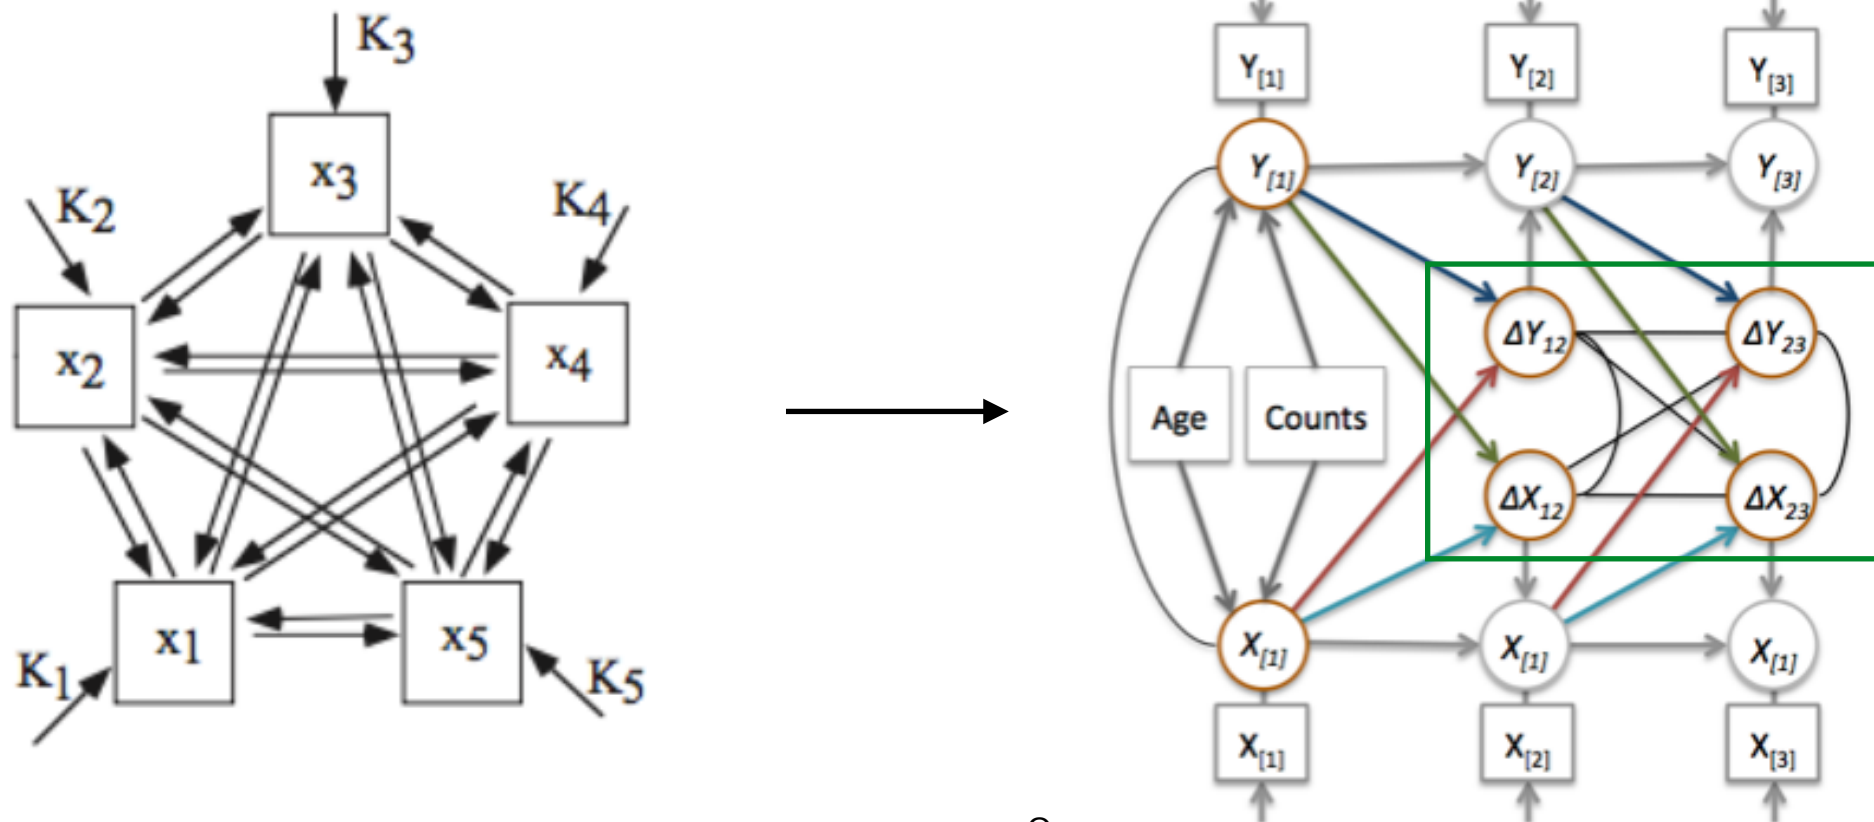 K3
K2
K4
x3
x2
x4
x1
x5
K1
K5
Y[1]
Y[2]
Y[3]
Y[1]
Y[2]
Y[3]
ΔY12
ΔY23
Age
Counts
ΔX12
ΔX23
X[1]
X[1]
X[1]
X[1]
X[2]
X[3]